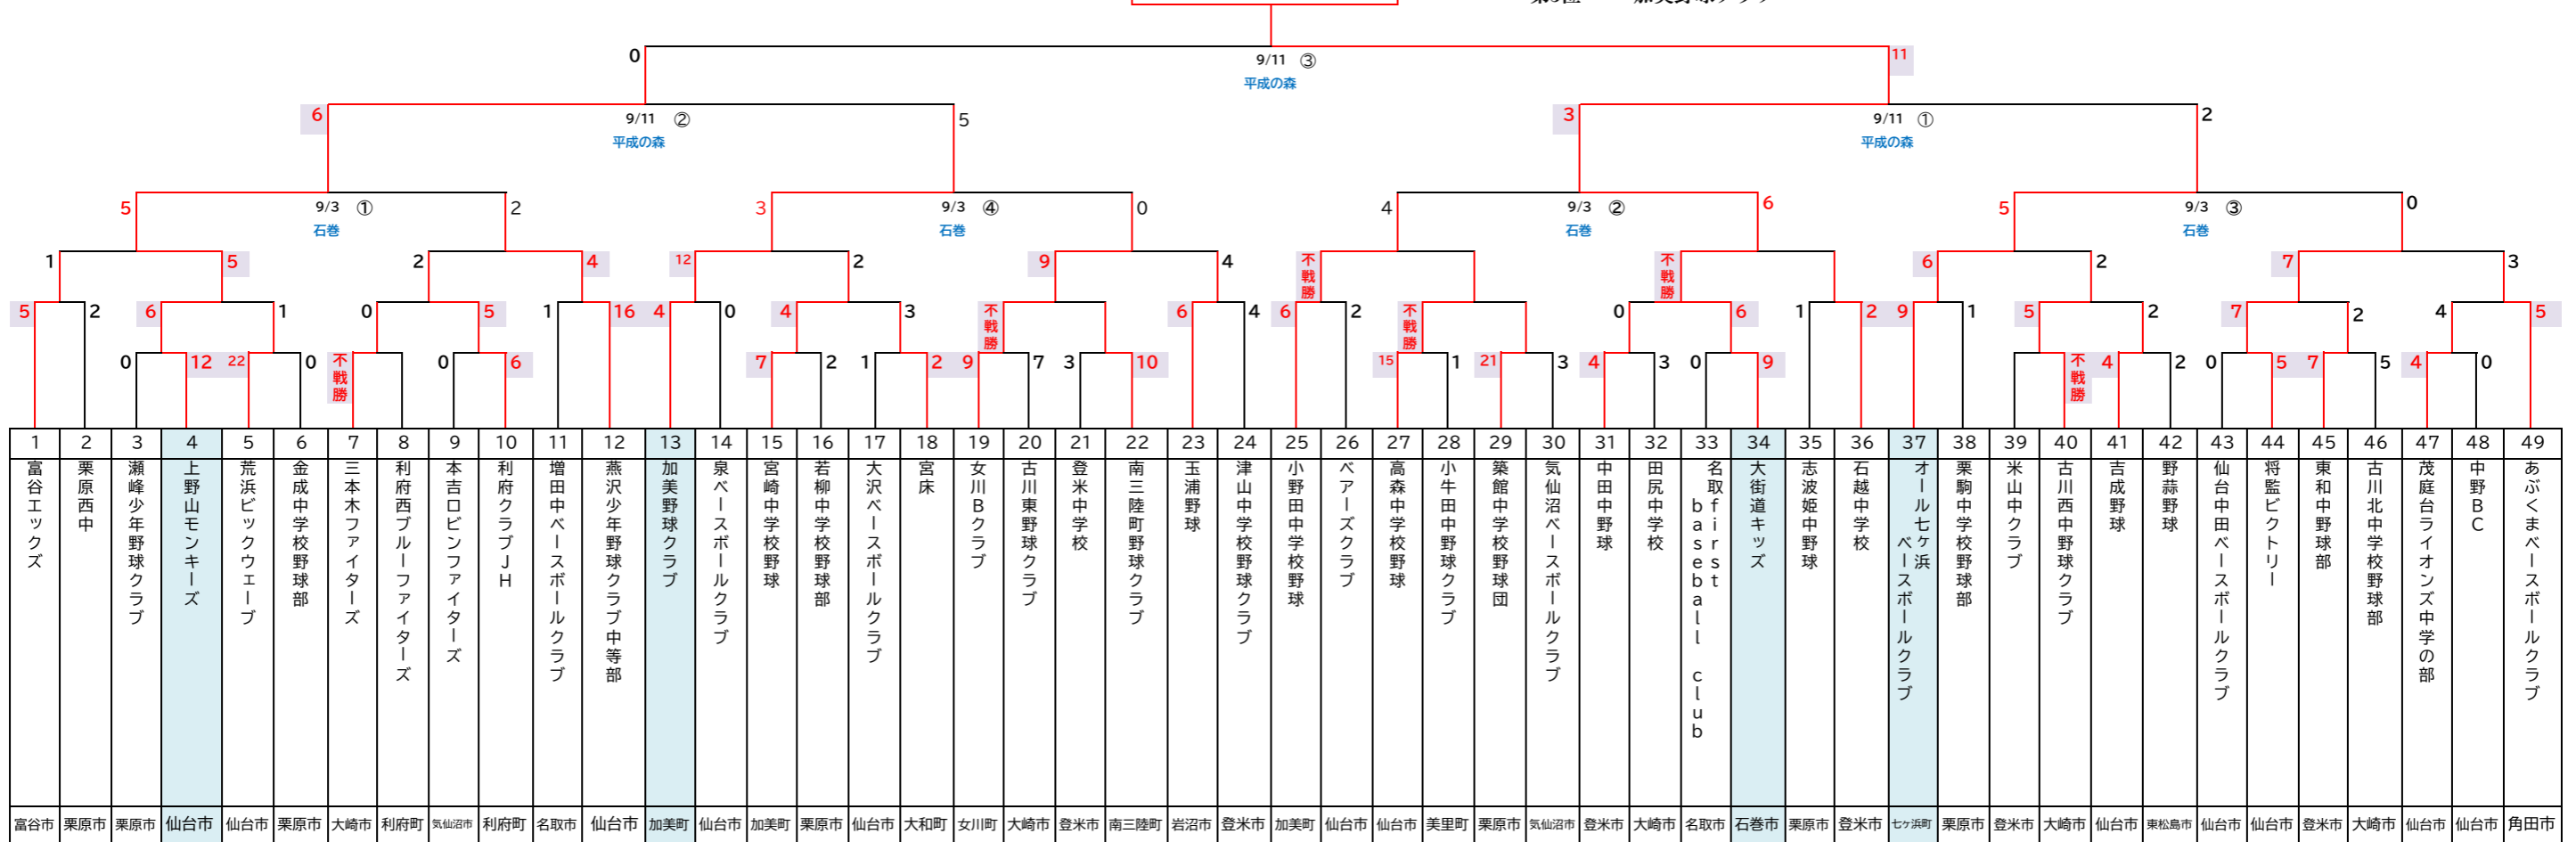 0
9/11 ③
平成の森
11
6
9/11 ②
平成の森
5
3
9/11 ①
平成の森
2
5
9/3 ①
石巻
2
3
9/3 ④
石巻
0
4
9/3 ②
石巻
6
5
9/3 ③
石巻
0
1
5
2
4
12
2
9
4
不戦勝
不戦勝
6
2
7
3
5
2
6
1
0
5
1
16
4
0
4
3
不戦勝
6
4
6
2
不戦勝
0
6
1
2
9
1
5
2
7
2
4
5
0
12
22
0
不戦勝
0
6
7
2
1
2
9
7
3
10
15
1
21
3
4
3
0
9
不戦勝
4
2
0
5
7
5
4
0
1 富谷エックズ 富谷市
2 栗原西中 栗原市
3 瀬峰少年野球クラブ 栗原市
4 上野山モンキーズ 仙台市
5 荒浜ビックウェーブ 仙台市
6 金成中学校野球部 栗原市
7 三本木ファイターズ 大崎市
8 利府西ブルーファイターズ 利府町
9 本吉ロビンファイターズ 気仙沼市
10 利府クラブJH 利府町
11 増田中ベースボールクラブ 名取市
12 燕沢少年野球クラブ中等部 仙台市
13 加美野球クラブ 加美町
14 泉ベースボールクラブ 仙台市
15 宮崎中学校野球 加美町
16 若柳中学校野球部 栗原市
17 大沢ベースボールクラブ 仙台市
18 宮床 大和町
19 女川Bクラブ 女川町
20 古川東野球クラブ 大崎市
21 登米中学校 登米市
22 南三陸町野球クラブ 南三陸町
23 玉浦野球 岩沼市
24 津山中学校野球クラブ 登米市
25 小野田中学校野球 加美町
26 ベアーズクラブ 仙台市
27 高森中学校野球 仙台市
28 小牛田中野球クラブ 美里町
29 築館中学校野球団 栗原市
30 気仙沼ベースボールクラブ 気仙沼市
31 中田中野球 登米市
32 田尻中学校 大崎市
33 名取first baseball club 名取市
34 大街道キッズ 石巻市
35 志波姫中野球 栗原市
36 石越中学校 登米市
37 オール七ヶ浜ベースボールクラブ 七ヶ浜町
38 栗駒中学校野球部 栗原市
39 米山中クラブ 登米市
40 古川西中野球クラブ 大崎市
41 吉成野球 仙台市
42 野蒜野球 東松島市
43 仙台中田ベースボールクラブ 仙台市
44 将監ビクトリー 仙台市
45 東和中野球部 登米市
46 古川北中学校野球部 大崎市
47 茂庭台ライオンズ中学の部 仙台市
48 中野BC 仙台市
49 あぶくまベースボールクラブ 角田市